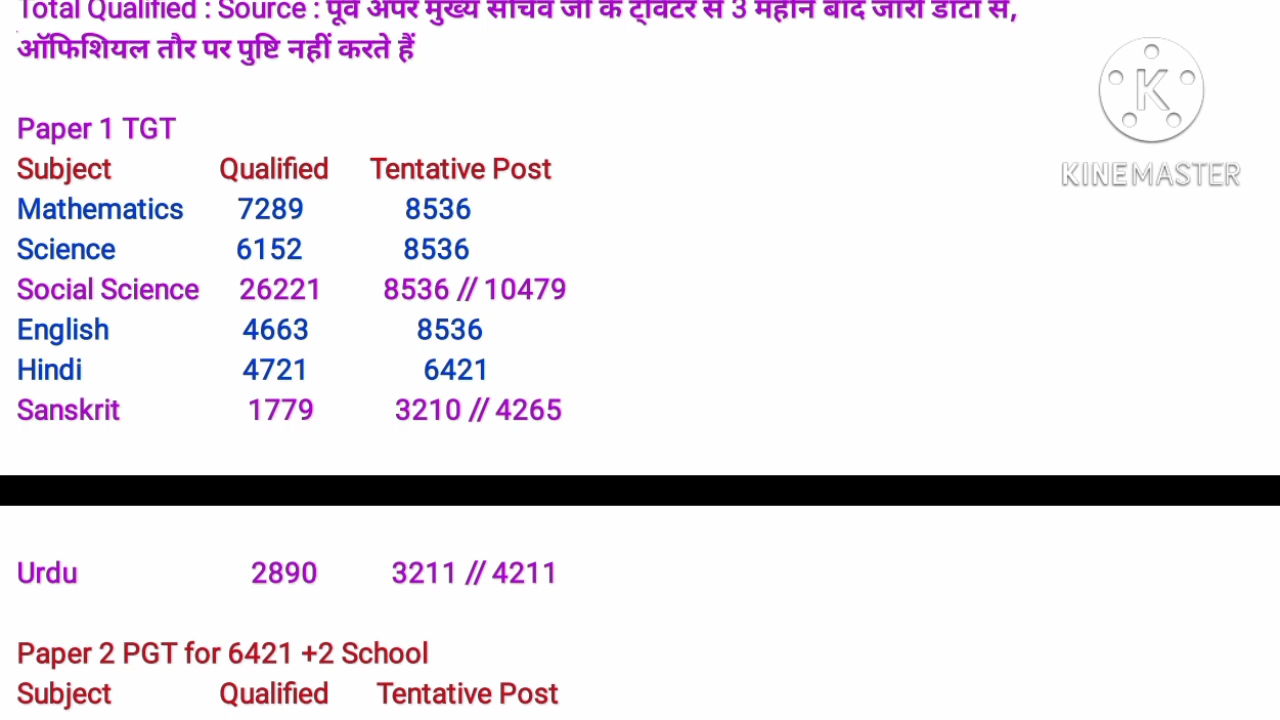 Total Qualified : Source : पूर्व अपर मुख्य सचिव जी के ट्विटर से 3 महीने बाद जारी डाटा से,
ऑफिशियल तौर पर पुष्टि नहीं करते हैं
K
KINEMASTER
Paper 1 TGT
Subject Qualified Tentative Post
Mathematics 7289 8536
Science 6152 8536
Social Science 26221 8536 // 10479
English 4663 8536
Hindi 4721 6421
Sanskrit 1779 3210 // 4265
Urdu 2890 3211 // 4211
Paper 2 PGT for 6421 +2 School
Subject Qualified Tentative Post